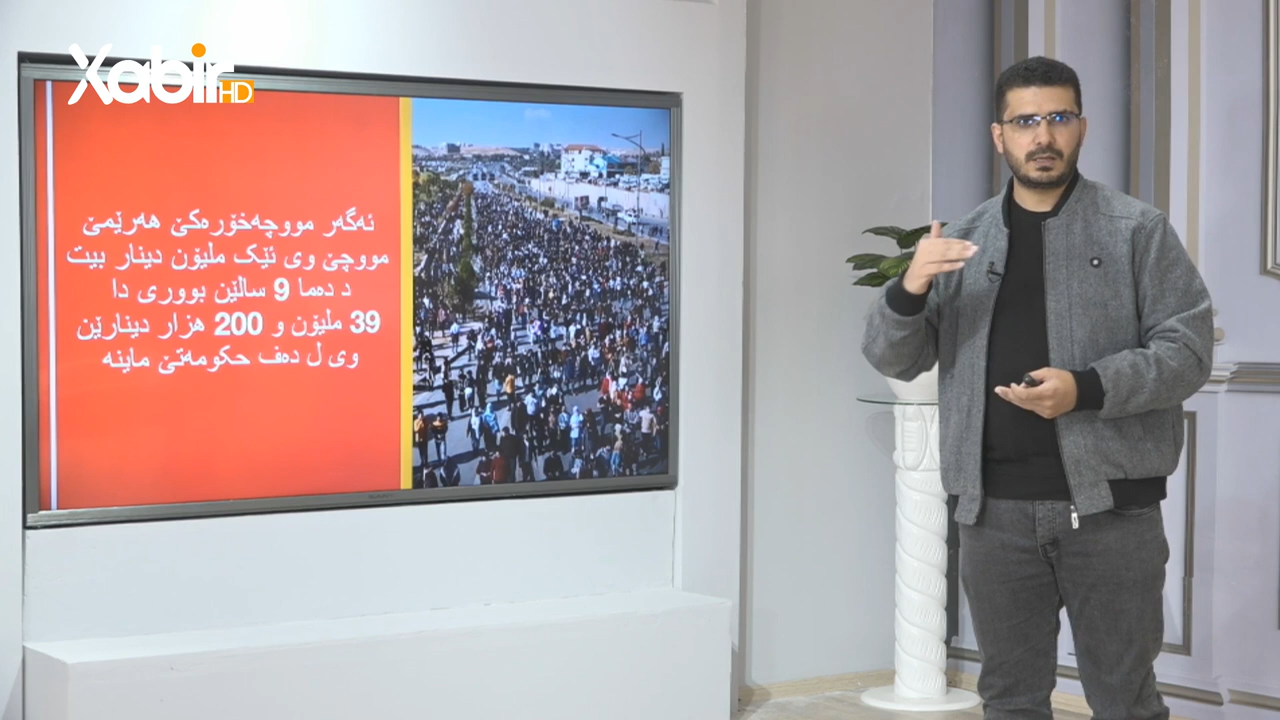 Xabir HD
ئەگەر مووچەخۆرەکێ هەرێمێ
مووچێ وی ئێک ملیۆن دینار بیت
د دەما 9 سالێن بووری دا
39 ملیۆن و 200 هزار دینارێن
وی ل دەف حکومەتێ ماینە